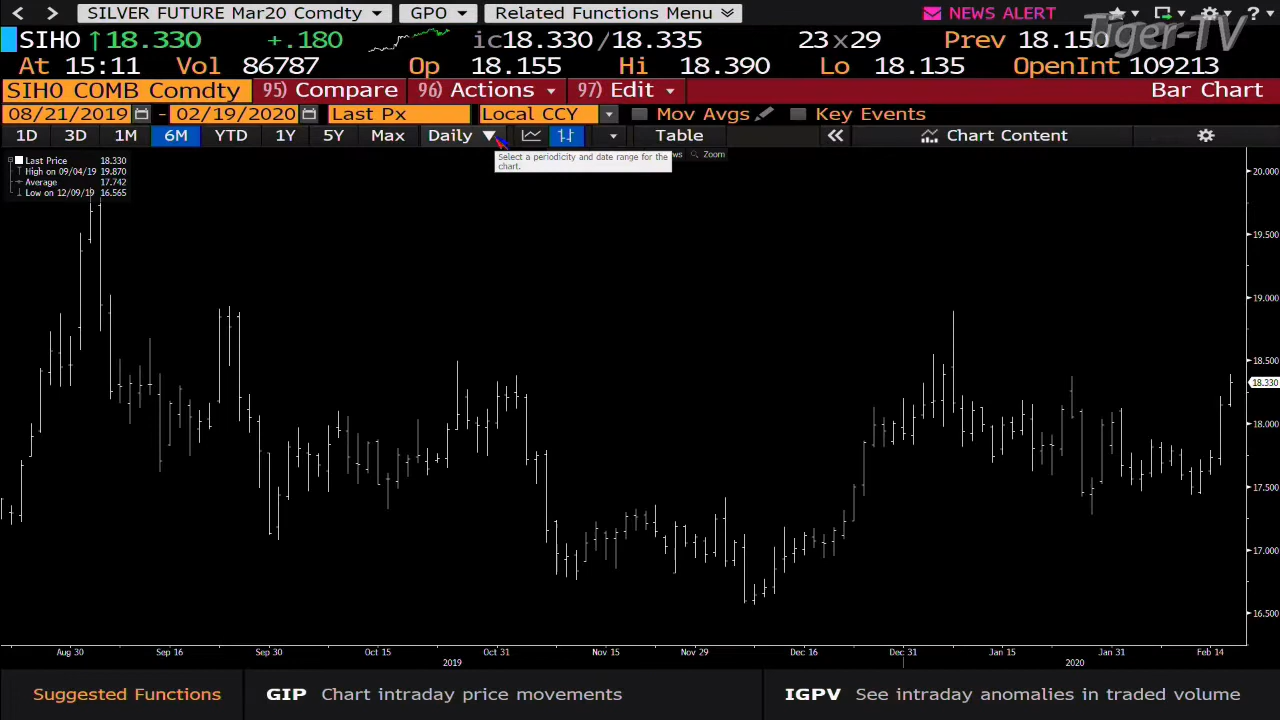 SILVER FUTURE Mar20 Comdty GPO Related Functions Menu NEWS ALERT
Tiger-TV
SIHO ↑18.330 +.180 ic18.330/18.335 23x29 Prev 18.150
At 15:11 Vol 86787 Op 18.155 Hi 18.390 Lo 18.135 OpenInt 109213
SIHO COMB Comdty 95) Compare 96) Actions 97) Edit Bar Chart
08/21/2019 - 02/19/2020 Last Px Local CCY Mov Avgs Key Events
1D 3D 1M 6M YTD 1Y 5Y Max Daily Table « Chart Content
Select a periodicity and date range for the chart. Zoom
Last Price 18.330
High on 09/04/19 19.870
Average 17.742
Low on 12/09/19 16.565
20.000
19.500
19.000
18.500
18.330
18.000
17.500
17.000
16.500
Aug 30 Sep 16 Sep 30 Oct 15 Oct 31 Nov 15 Nov 29 Dec 16 Dec 31 Jan 15 Jan 31 Feb 14
2019 2020
Suggested Functions GIP Chart intraday price movements IGPV See intraday anomalies in traded volume